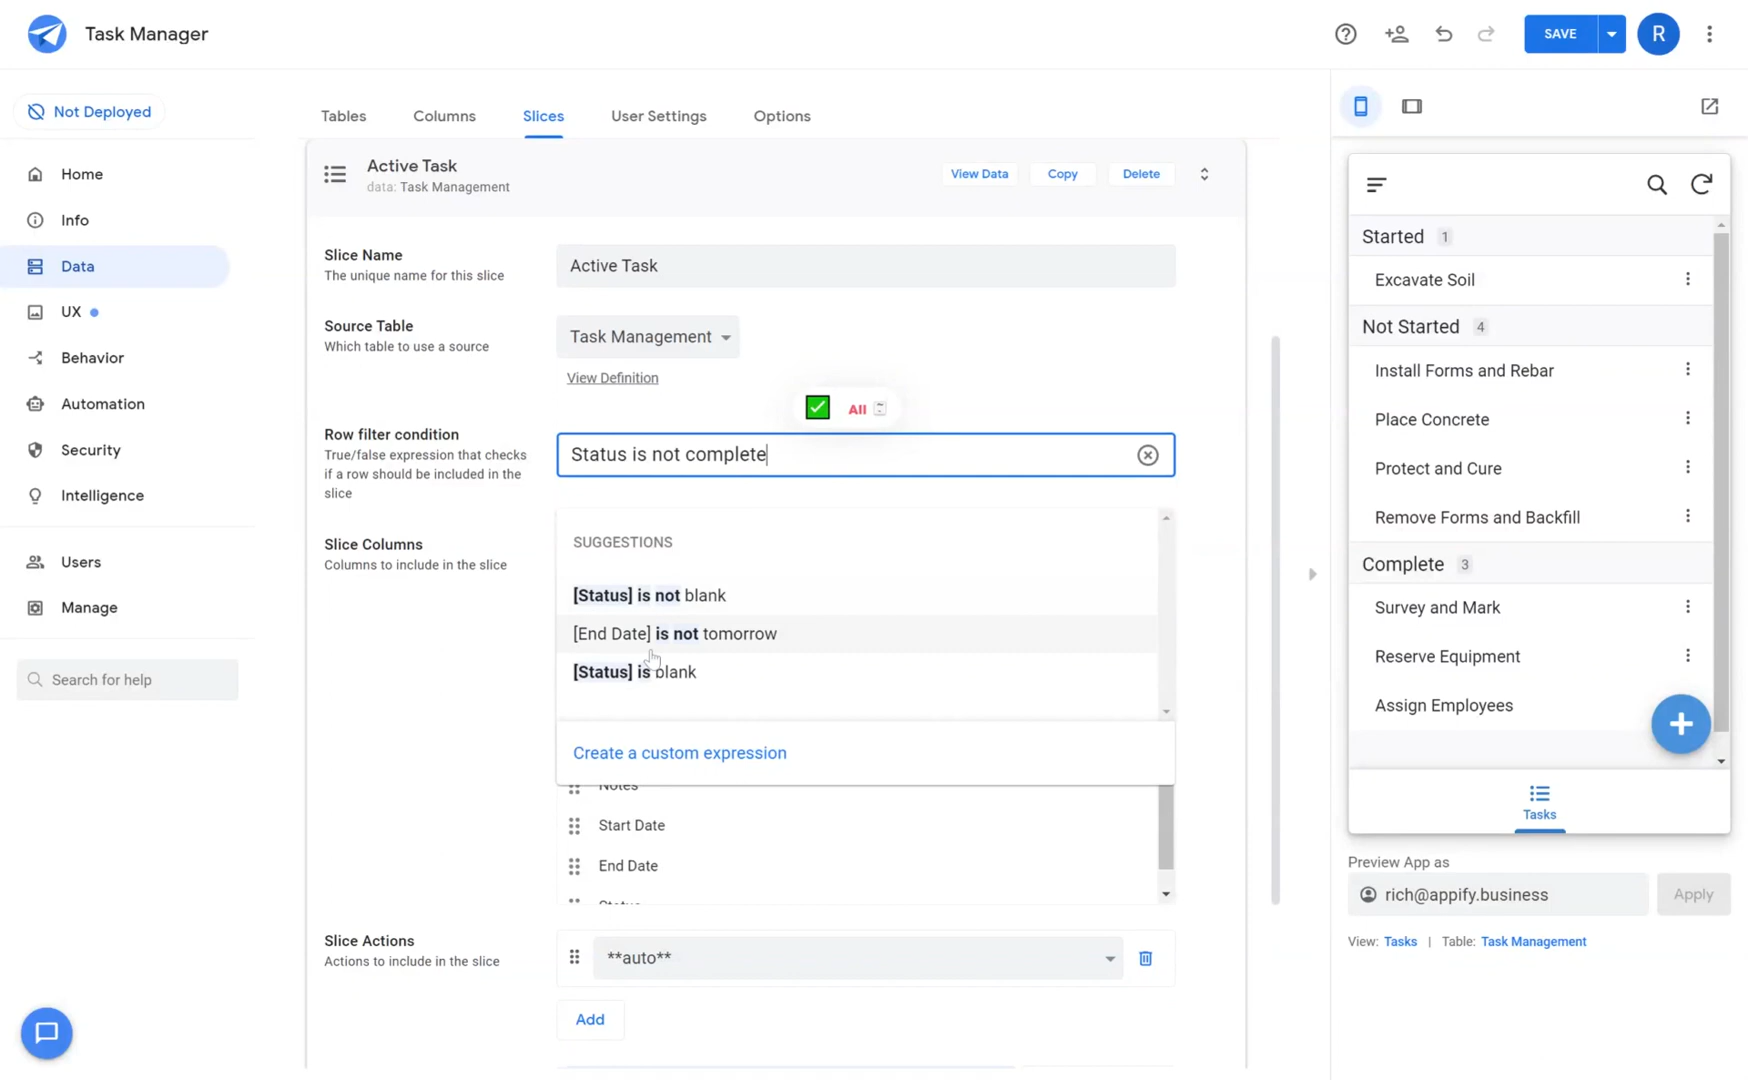 Task Manager
SAVE
R
Not Deployed
Home
Info
Data
UX
Behavior
Automation
Security
Intelligence
Users
Manage
Search for help
Tables
Columns
Slices
User Settings
Options
Active Task
data: Task Management
View Data
Copy
Delete
Slice Name
The unique name for this slice
Active Task
Source Table
Which table to use a source
Task Management
View Definition
All
Row filter condition
True/false expression that checks
if a row should be included in the
slice
Status is not complete
SUGGESTIONS
[Status] is not blank
[End Date] is not tomorrow
[Status] is blank
Create a custom expression
Slice Columns
Columns to include in the slice
Notes
Start Date
End Date
Status
Slice Actions
Actions to include in the slice
**auto**
Add
Started 1
Excavate Soil
Not Started 4
Install Forms and Rebar
Place Concrete
Protect and Cure
Remove Forms and Backfill
Complete 3
Survey and Mark
Reserve Equipment
Assign Employees
Tasks
Preview App as
rich@appify.business
Apply
View: Tasks | Table: Task Management